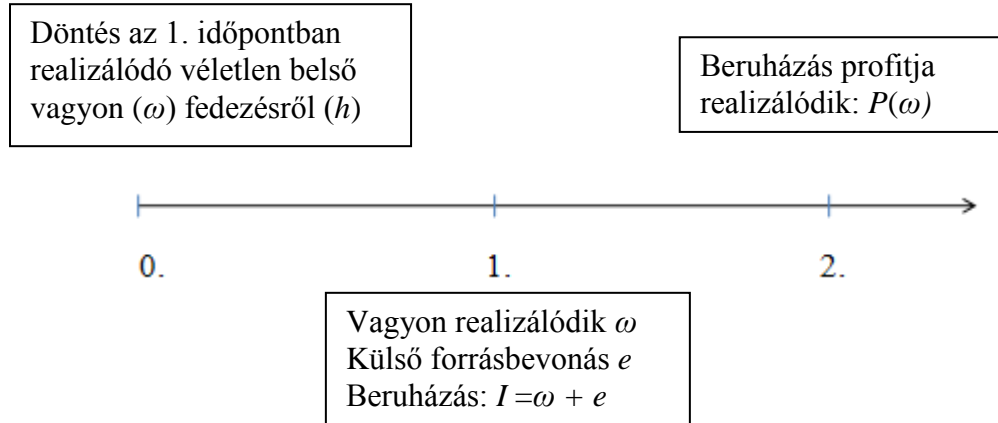 Döntés az 1. időpontban
realizálódó véletlen belső
vagyon (ω) fedezésről (h)
Beruházás profitja
realizálódik: P(ω)
0.
1.
2.
Vagyon realizálódik ω
Külső forrásbevonás e
Beruházás: I =ω + e